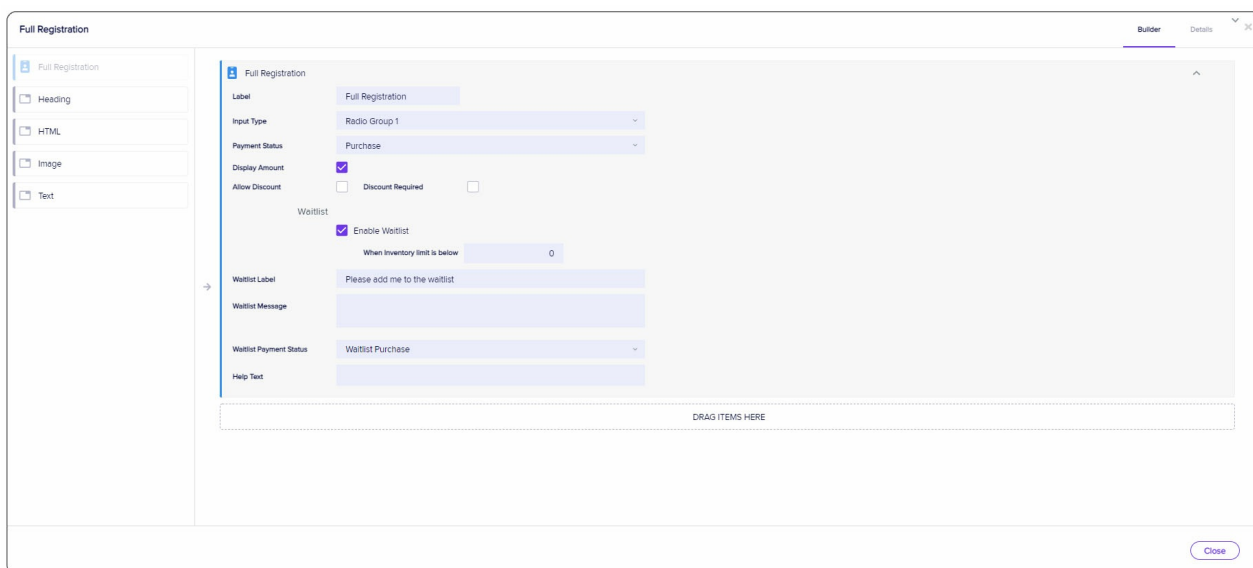 Full Registration
Builder Details
Full Registration
Heading
HTML
Image
Text
Full Registration
Label Full Registration
Input Type Radio Group 1
Payment Status Purchase
Display Amount
Allow Discount Discount Required
Waitlist
Enable Waitlist
When Inventory limit is below 0
Waitlist Label Please add me to the waitlist
Waitlist Message
Waitlist Payment Status Waitlist Purchase
Help Text
DRAG ITEMS HERE
Close